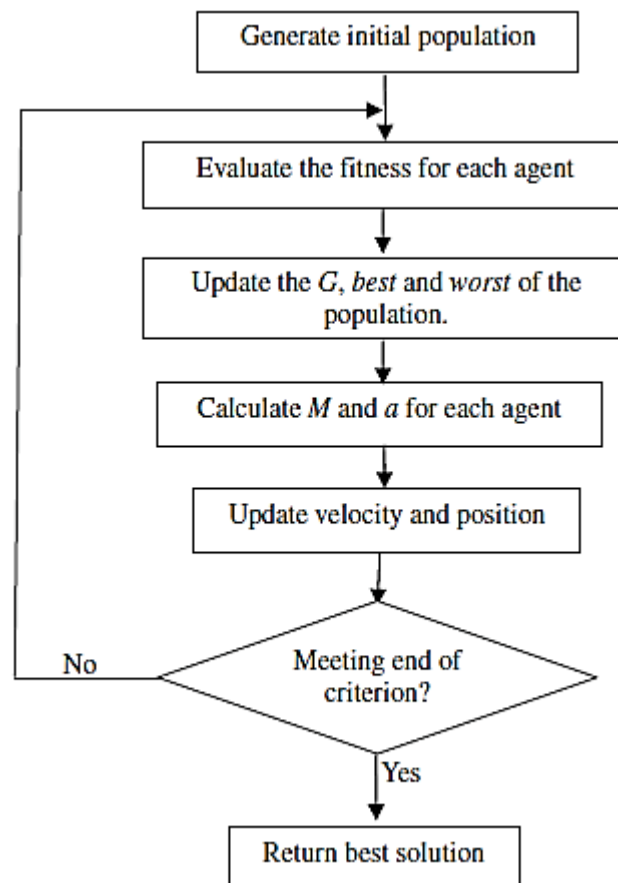 Generate initial population
Evaluate the fitness for each agent
Update the G, best and worst of the
population.
Calculate M and a for each agent
Update velocity and position
No
Meeting end of
criterion?
Yes
Return best solution